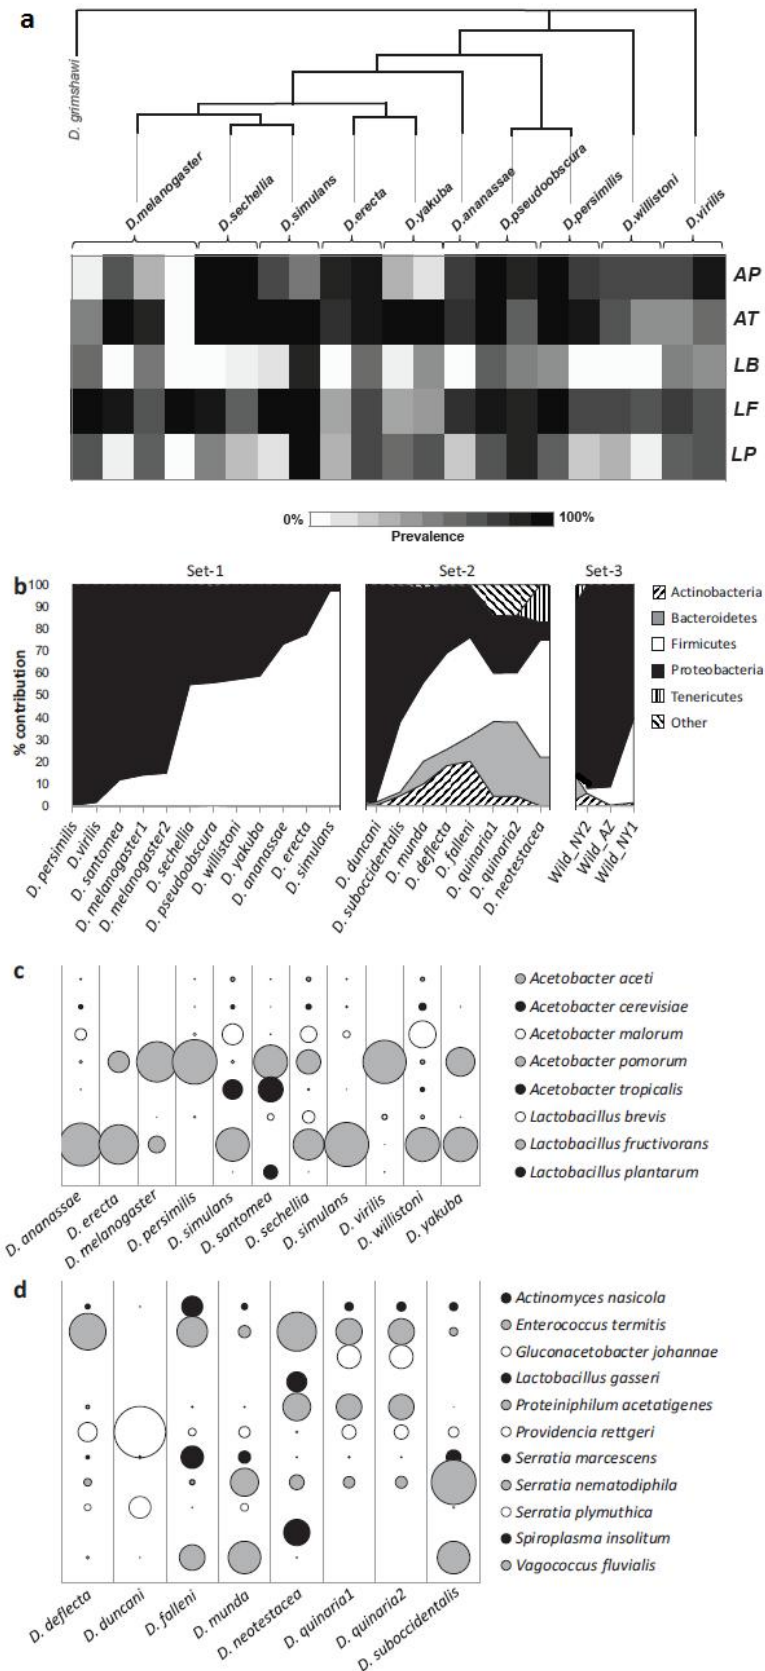 a
D. grimshawi
D.melanogaster
D.sechellia
D.simulans
D.erecta
D.yakuba
D.ananassae
D.pseudoobscura
D.persimilis
D.willistoni
D.virilis
AP
AT
LB
LF
LP
0%
100%
Prevalence
b
Set-1
Set-2
Set-3
% contribution
100
90
80
70
60
50
40
30
20
10
0
Actinobacteria
Bacteroidetes
Firmicutes
Proteobacteria
Tenericutes
Other
D. persimilis
D.virilis
D. santomea
D. melanogaster1
D. melanogaster2
D. sechellia
D. pseudoobscura
D. willistoni
D. yakuba
D. ananassae
D. erecta
D. simulans
D. duncani
D. suboccidentalis
D. munda
D. deflecta
D. falleni
D. quinaria1
D. quinaria2
D. neotestacea
Wild_NY2
Wild_AZ
Wild_NY1
c
Acetobacter aceti
Acetobacter cerevisiae
Acetobacter malorum
Acetobacter pomorum
Acetobacter tropicalis
Lactobacillus brevis
Lactobacillus fructivorans
Lactobacillus plantarum
D. ananassae
D. erecta
D. melanogaster
D. persimilis
D. simulans
D. santomea
D. sechellia
D. simulans
D. virilis
D. willistoni
D. yakuba
d
Actinomyces nasicola
Enterococcus termitis
Gluconacetobacter johannae
Lactobacillus gasseri
Proteiniphilum acetatigenes
Providencia rettgeri
Serratia marcescens
Serratia nematodiphila
Serratia plymuthica
Spiroplasma insolitum
Vagococcus fluvialis
D. deflecta
D. duncani
D. falleni
D. munda
D. neotestacea
D. quinaria1
D. quinaria2
D. suboccidentalis